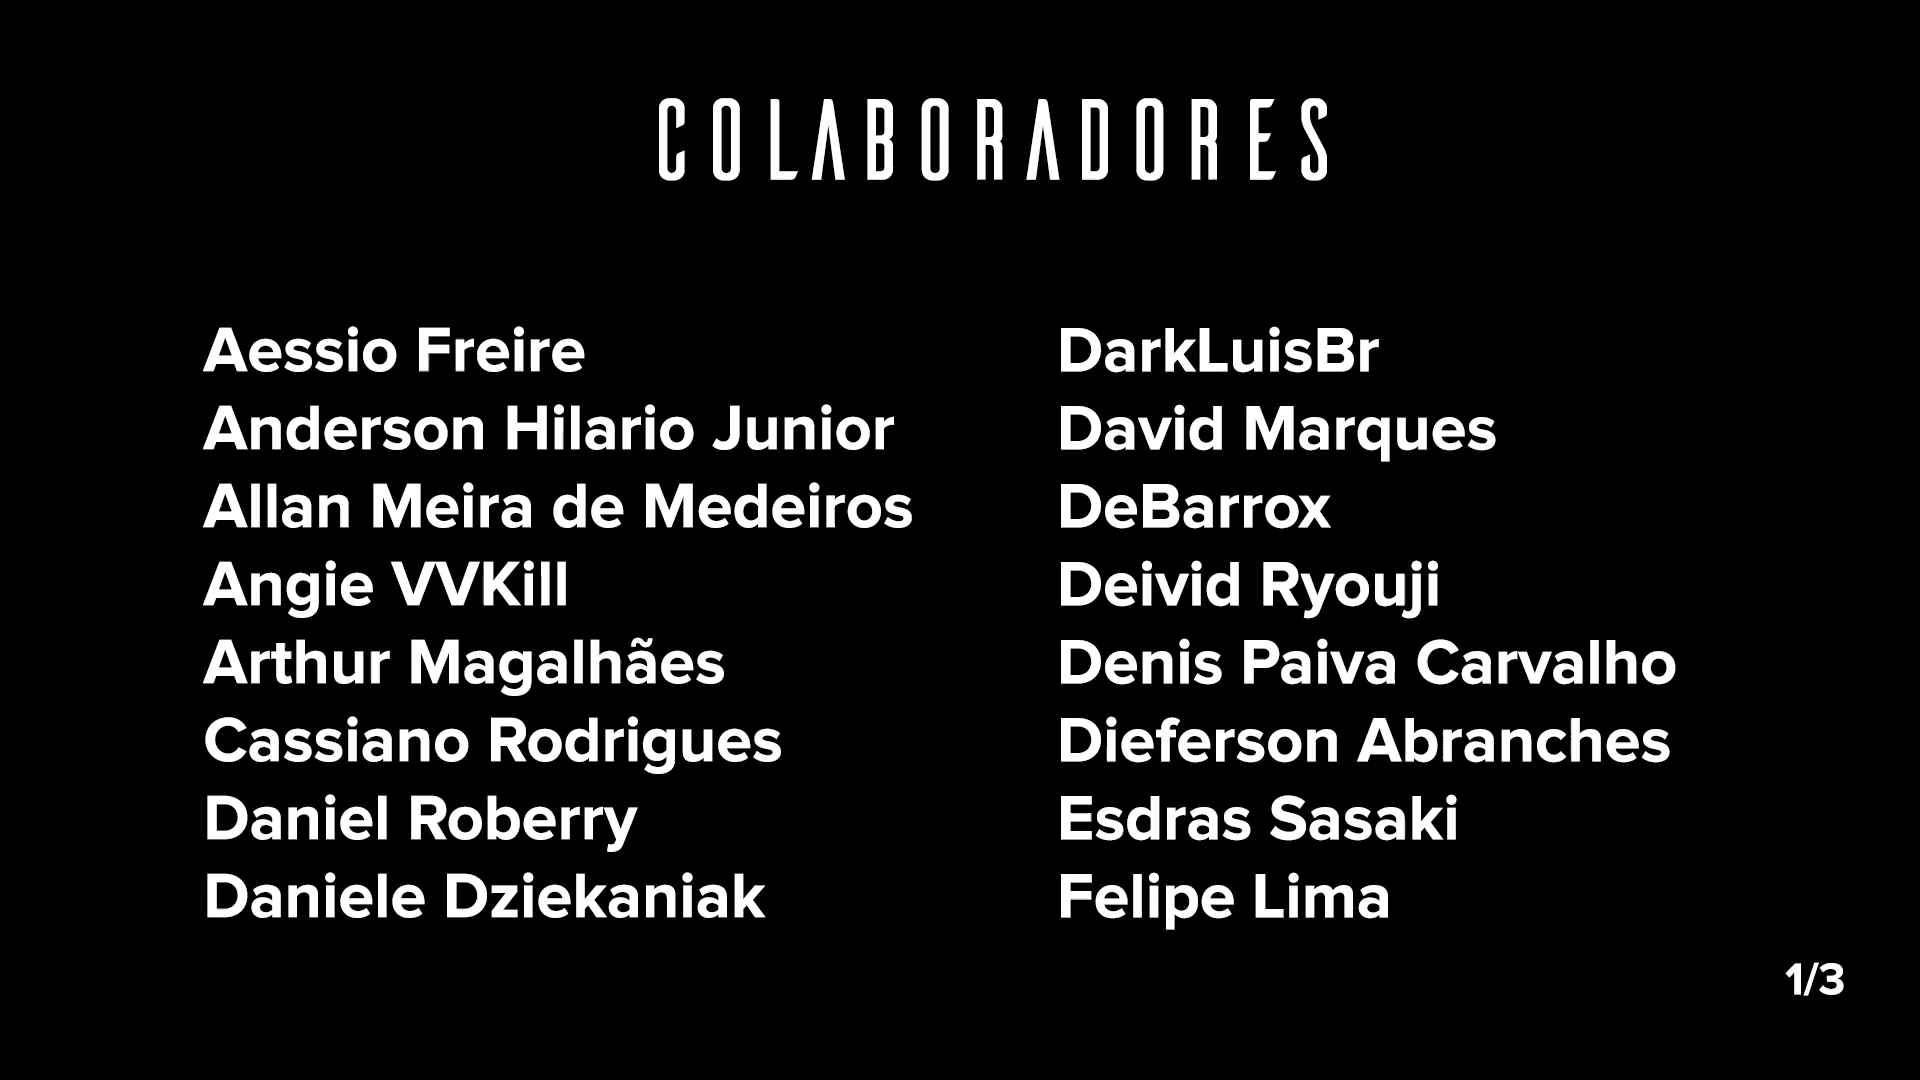 COLABORADORES
Aessio Freire
Anderson Hilario Junior
Allan Meira de Medeiros
Angie VVKill
Arthur Magalhães
Cassiano Rodrigues
Daniel Roberry
Daniele Dziekaniak
DarkLuisBr
David Marques
DeBarrox
Deivid Ryouji
Denis Paiva Carvalho
Dieferson Abranches
Esdras Sasaki
Felipe Lima
1/3